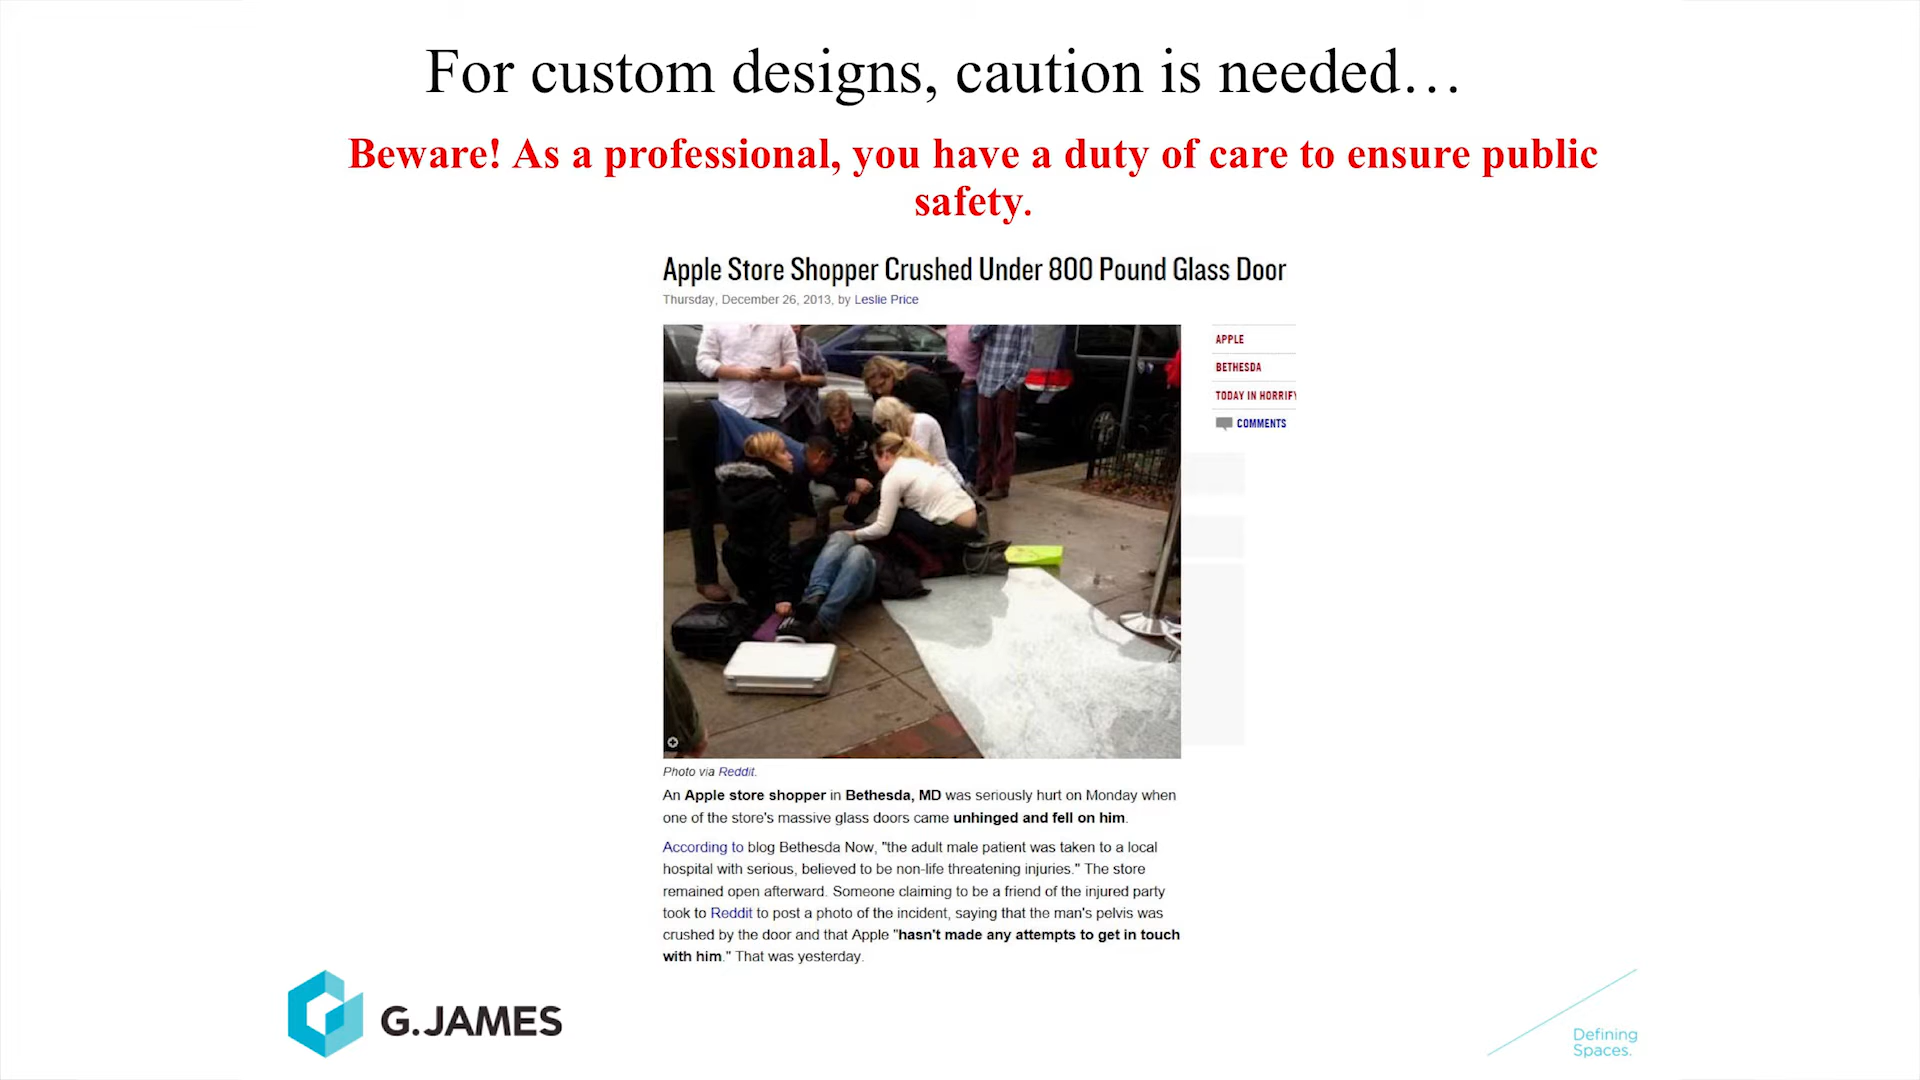 For custom designs, caution is needed…
Beware! As a professional, you have a duty of care to ensure public
safety.
Apple Store Shopper Crushed Under 800 Pound Glass Door
Thursday, December 26, 2013, by Leslie Price
APPLE
BETHESDA
TODAY IN HORRIFY
COMMENTS
Photo via Reddit.
An Apple store shopper in Bethesda, MD was seriously hurt on Monday when
one of the store's massive glass doors came unhinged and fell on him.
According to blog Bethesda Now, "the adult male patient was taken to a local
hospital with serious, believed to be non-life threatening injuries." The store
remained open afterward. Someone claiming to be a friend of the injured party
took to Reddit to post a photo of the incident, saying that the man's pelvis was
crushed by the door and that Apple "hasn't made any attempts to get in touch
with him." That was yesterday.
G.JAMES
Defining
Spaces.